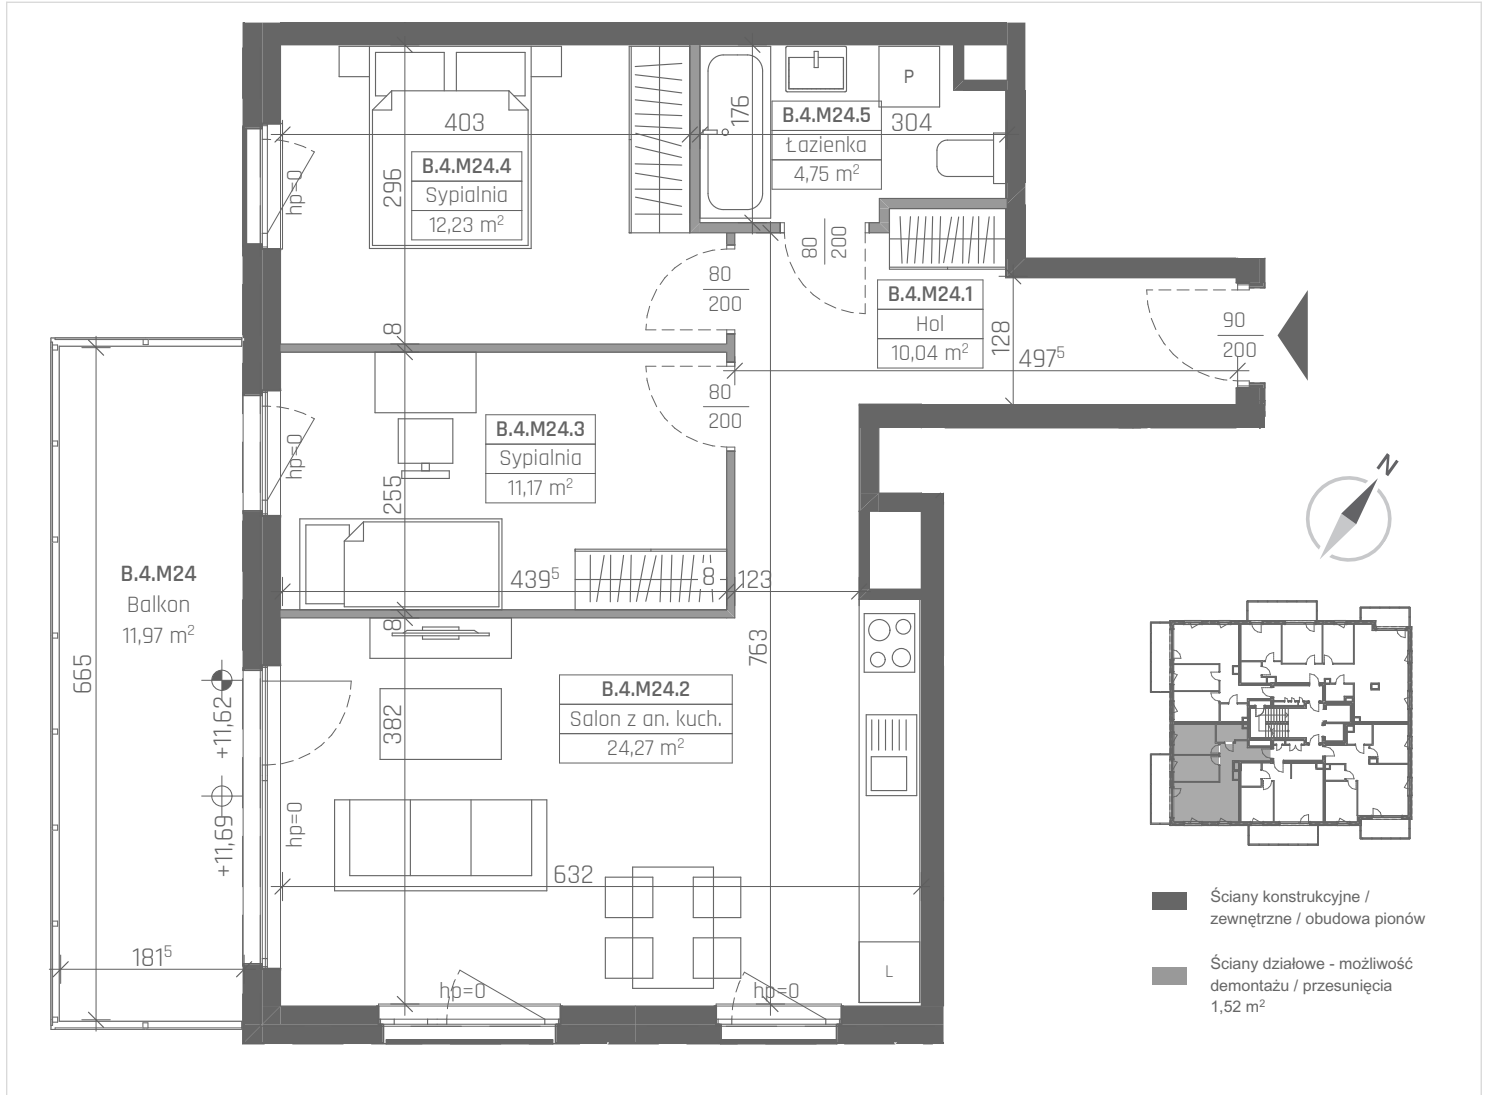 P
B.4.M24.5
Łazienka
4,75 m²
176
304
403
B.4.M24.4
Sypialnia
12,23 m²
296
hp=0
80
200
80
200
B.4.M24.1
Hol
10,04 m²
128
497⁵
90
200
8
80
200
B.4.M24.3
Sypialnia
11,17 m²
hp=0
255
439⁵
8
123
N
B.4.M24
Balkon
11,97 m²
665
8
763
B.4.M24.2
Salon z an. kuch.
24,27 m²
382
+11,62
+11,69
hp=0
632
181⁵
L
hp=0
hp=0
Ściany konstrukcyjne /
zewnętrzne / obudowa pionów
Ściany działowe - możliwość
demontażu / przesunięcia
1,52 m²